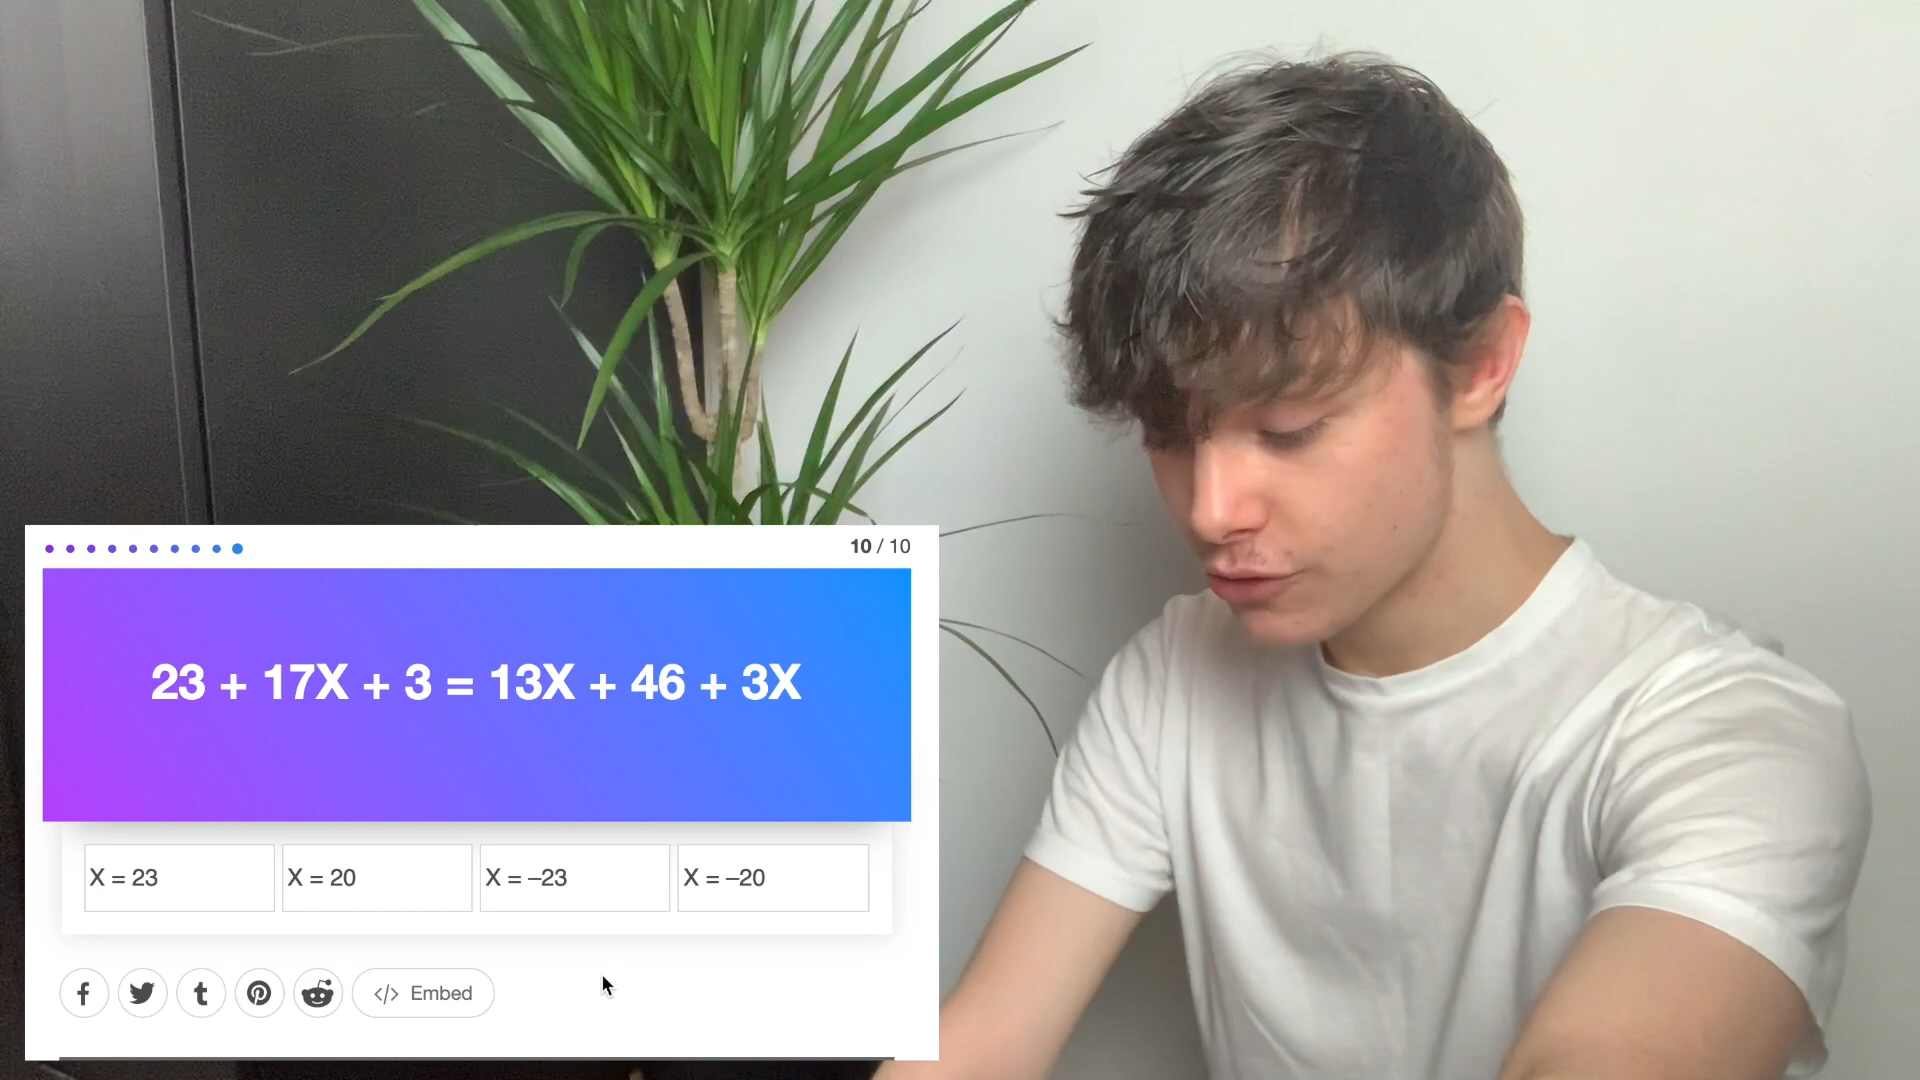 10 / 10
23 + 17X + 3 = 13X + 46 + 3X
X = 23
X = 20
X = –23
X = –20
</> Embed